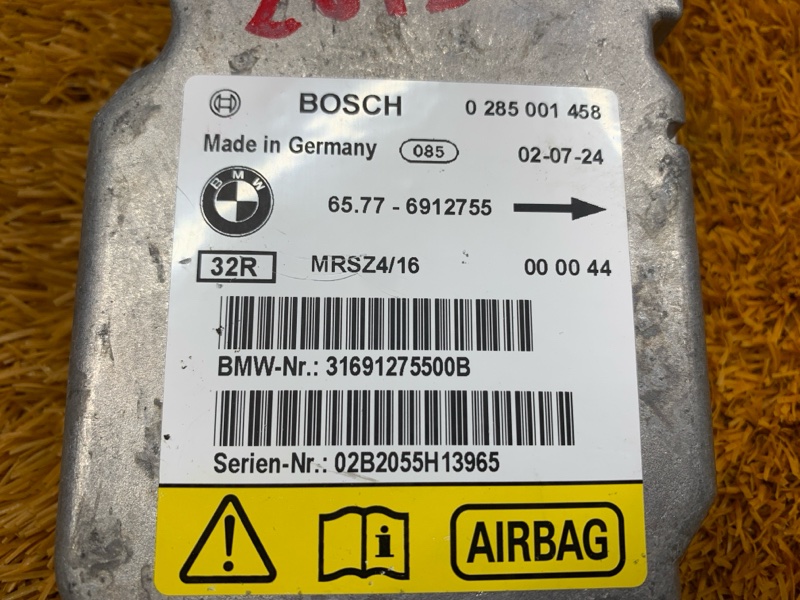 BOSCH 0 285 001 458
Made in Germany 085 02-07-24
BMW
65.77 - 6912755
32R MRSZ4/16 00 00 44
BMW-Nr.: 31691275500B
Serien-Nr.: 02B2055H13965
! i AIRBAG